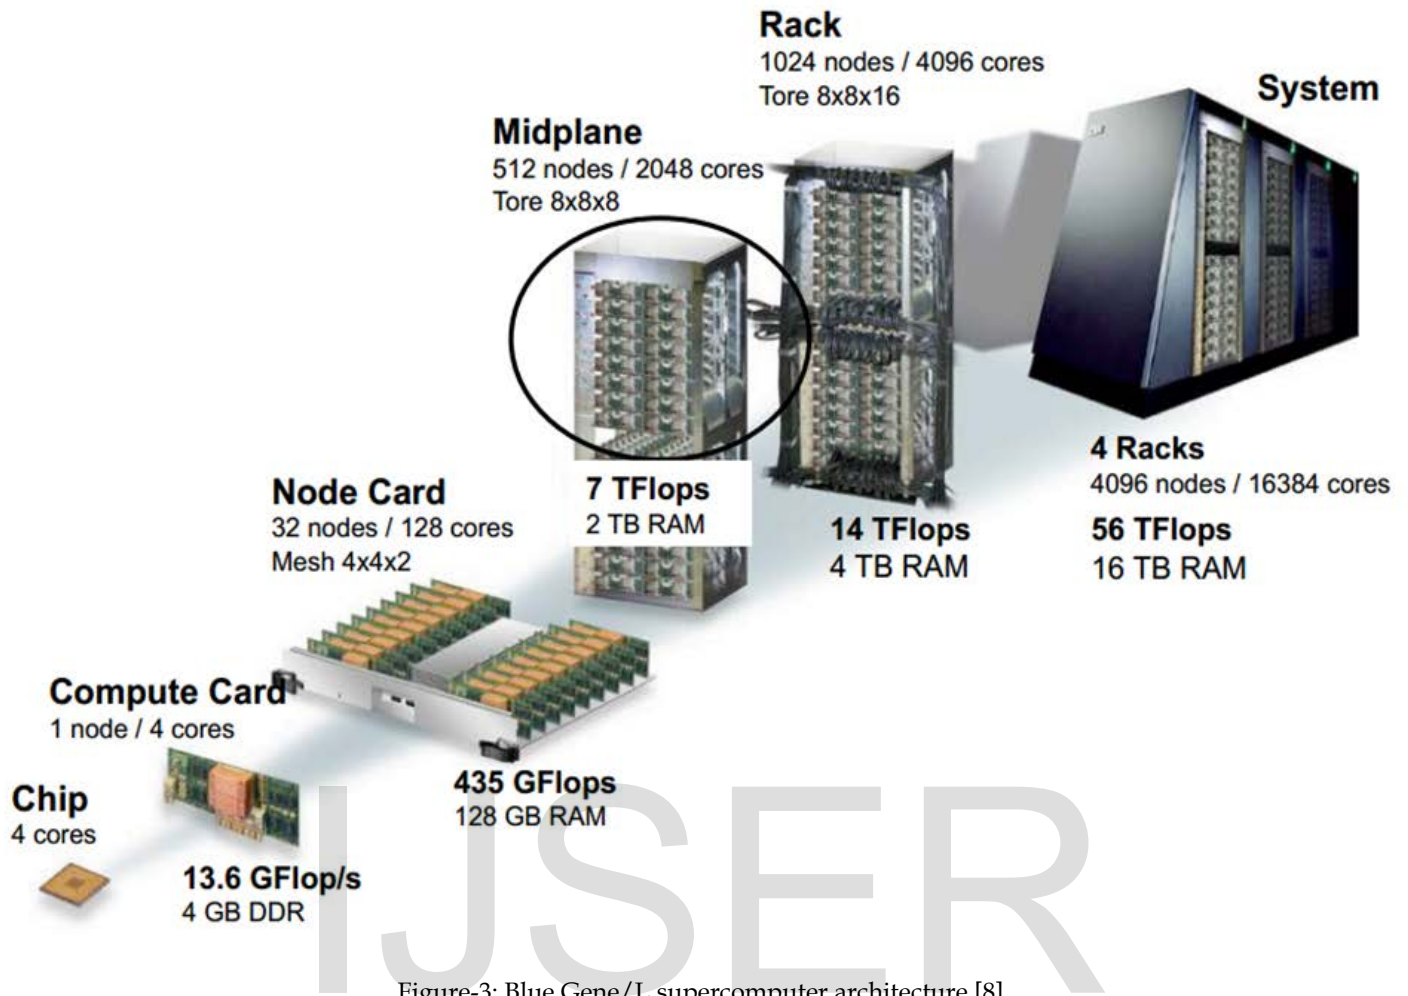 Rack
1024 nodes / 4096 cores
Tore 8x8x16
System
Midplane
512 nodes / 2048 cores
Tore 8x8x8
4 Racks
4096 nodes / 16384 cores
56 TFlops
16 TB RAM
14 TFlops
4 TB RAM
7 TFlops
2 TB RAM
Node Card
32 nodes / 128 cores
Mesh 4x4x2
435 GFlops
128 GB RAM
Compute Card
1 node / 4 cores
13.6 GFlop/s
4 GB DDR
Chip
4 cores
IJSER
Figure-3: Blue Gene/L supercomputer architecture [8]